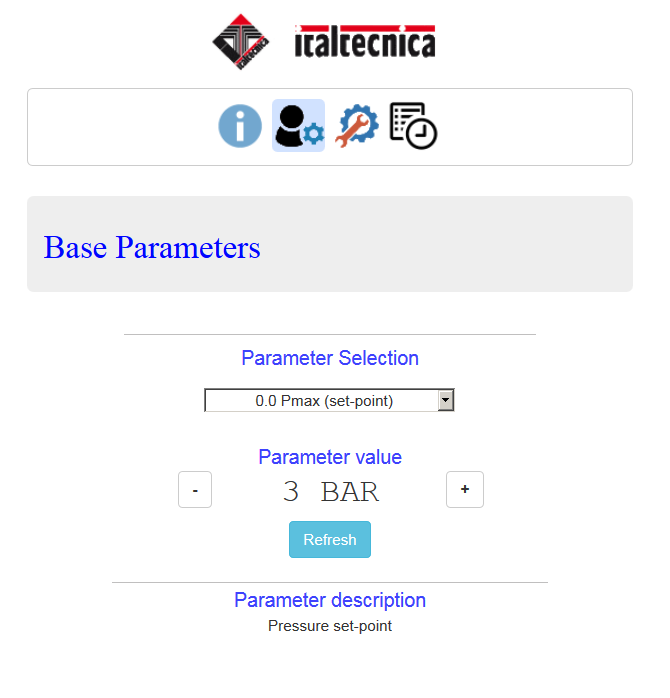 italtecnica
Base Parameters
Parameter Selection
0.0 Pmax (set-point)
Parameter value
- 3 BAR +
Refresh
Parameter description
Pressure set-point